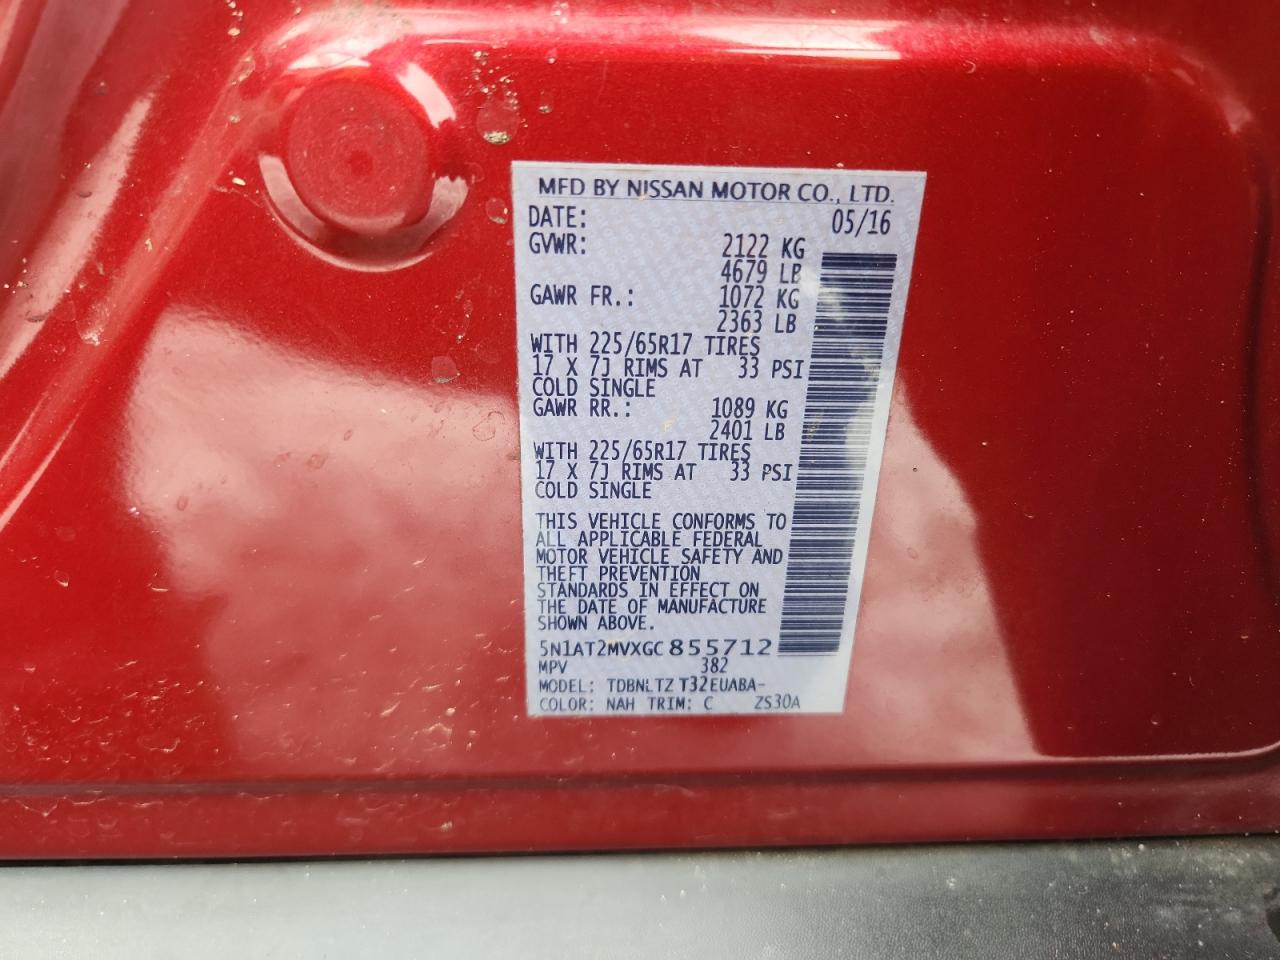 MFD BY NISSAN MOTOR CO., LTD.
DATE: 05/16
GVWR: 2122 KG
4679 LB
GAWR FR.: 1072 KG
2363 LB
WITH 225/65R17 TIRES
17 X 7J RIMS AT 33 PSI
COLD SINGLE
GAWR RR.: 1089 KG
2401 LB
WITH 225/65R17 TIRES
17 X 7J RIMS AT 33 PSI
COLD SINGLE
THIS VEHICLE CONFORMS TO
ALL APPLICABLE FEDERAL
MOTOR VEHICLE SAFETY AND
THEFT PREVENTION
STANDARDS IN EFFECT ON
THE DATE OF MANUFACTURE
SHOWN ABOVE.
5N1AT2MVXGC855712
MPV 382
MODEL: TDBNLTZ T32EUABA-
COLOR: NAH TRIM: C ZS30A